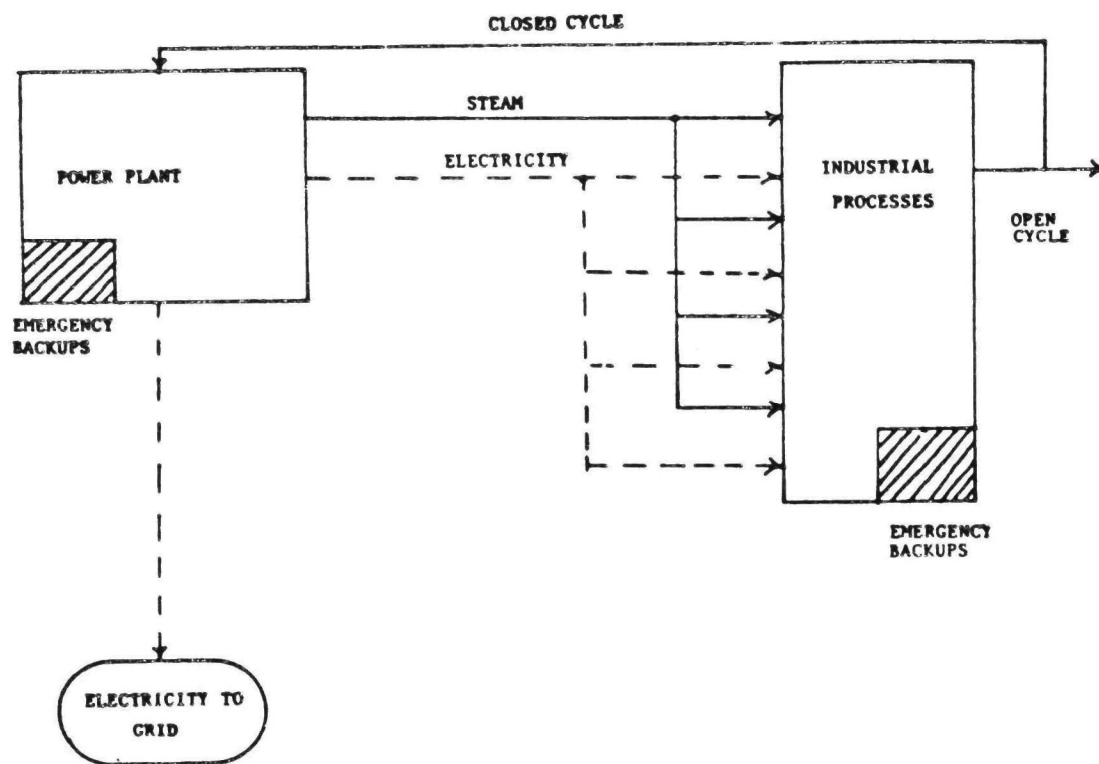 CLOSED CYCLE
STEAM
ELECTRICITY
POWER PLANT
INDUSTRIAL
PROCESSES
OPEN
CYCLE
EMERGENCY
BACKUPS
EMERGENCY
BACKUPS
ELECTRICITY TO
GRID